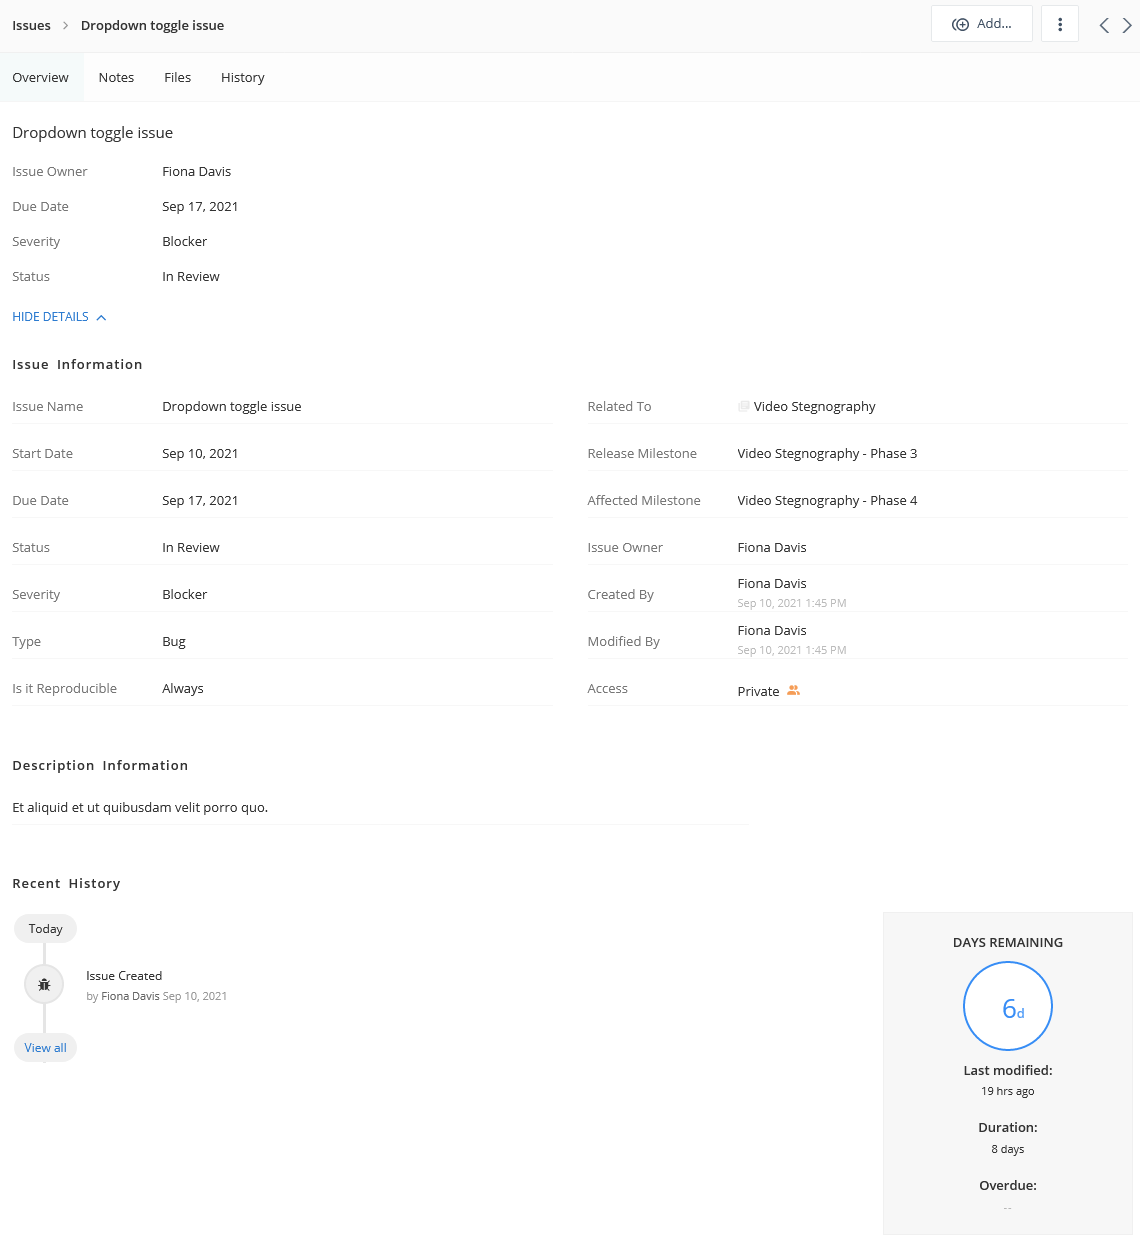 Issues > Dropdown toggle issue
Add...
Overview Notes Files History
Dropdown toggle issue
Issue Owner Fiona Davis
Due Date Sep 17, 2021
Severity Blocker
Status In Review
HIDE DETAILS
Issue Information
Issue Name Dropdown toggle issue
Related To Video Stegnography
Start Date Sep 10, 2021
Release Milestone Video Stegnography - Phase 3
Due Date Sep 17, 2021
Affected Milestone Video Stegnography - Phase 4
Status In Review
Issue Owner Fiona Davis
Severity Blocker
Created By Fiona Davis
Sep 10, 2021 1:45 PM
Type Bug
Modified By Fiona Davis
Sep 10, 2021 1:45 PM
Is it Reproducible Always
Access Private
Description Information
Et aliquid et ut quibusdam velit porro quo.
Recent History
Today
Issue Created
by Fiona Davis Sep 10, 2021
View all
DAYS REMAINING
6d
Last modified:
19 hrs ago
Duration:
8 days
Overdue:
--